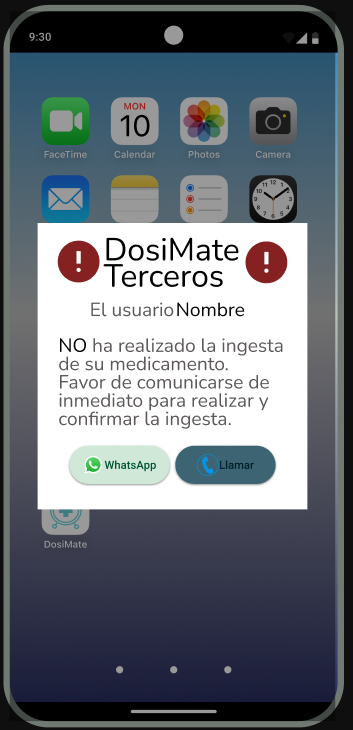 9:30
MON
10
FaceTime
Calendar
Photos
Camera
DosiMate
Terceros
El usuario Nombre
NO ha realizado la ingesta
de su medicamento.
Favor de comunicarse de
inmediato para realizar y
confirmar la ingesta.
WhatsApp
Llamar
DosiMate